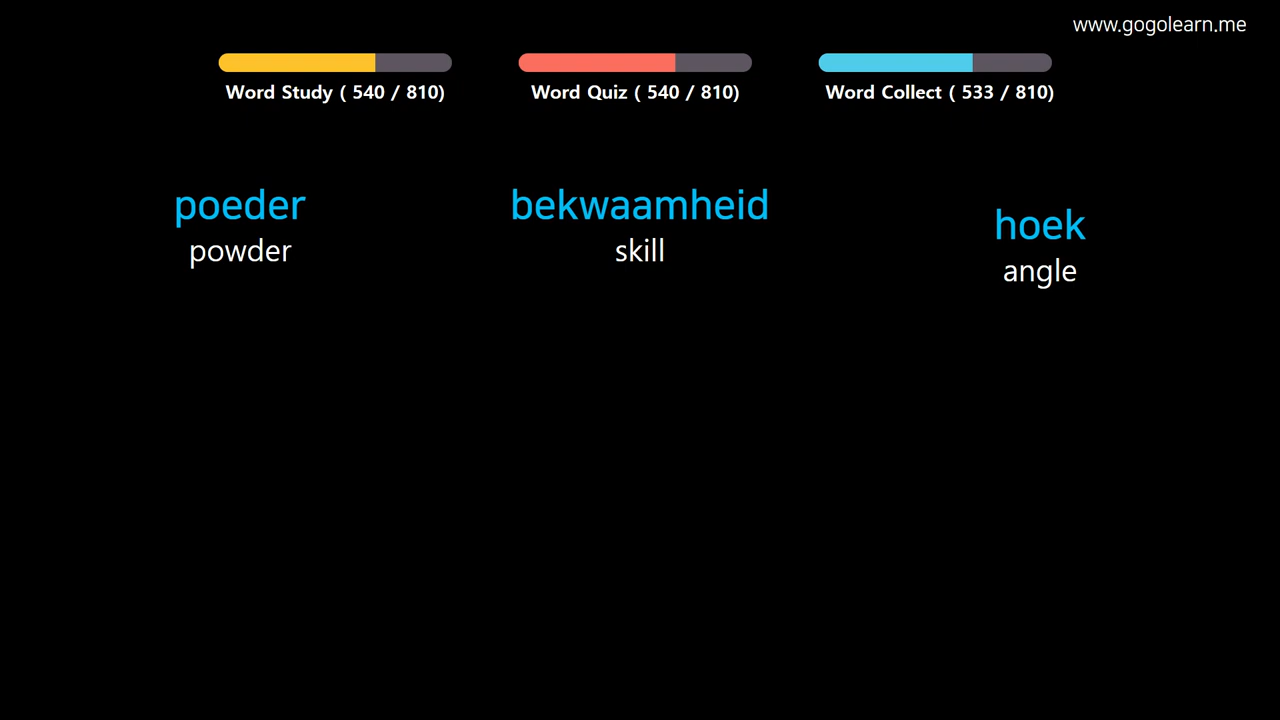 www.gogolearn.me
Word Study ( 540 / 810)
Word Quiz ( 540 / 810)
Word Collect ( 533 / 810)
poeder
powder
bekwaamheid
skill
hoek
angle